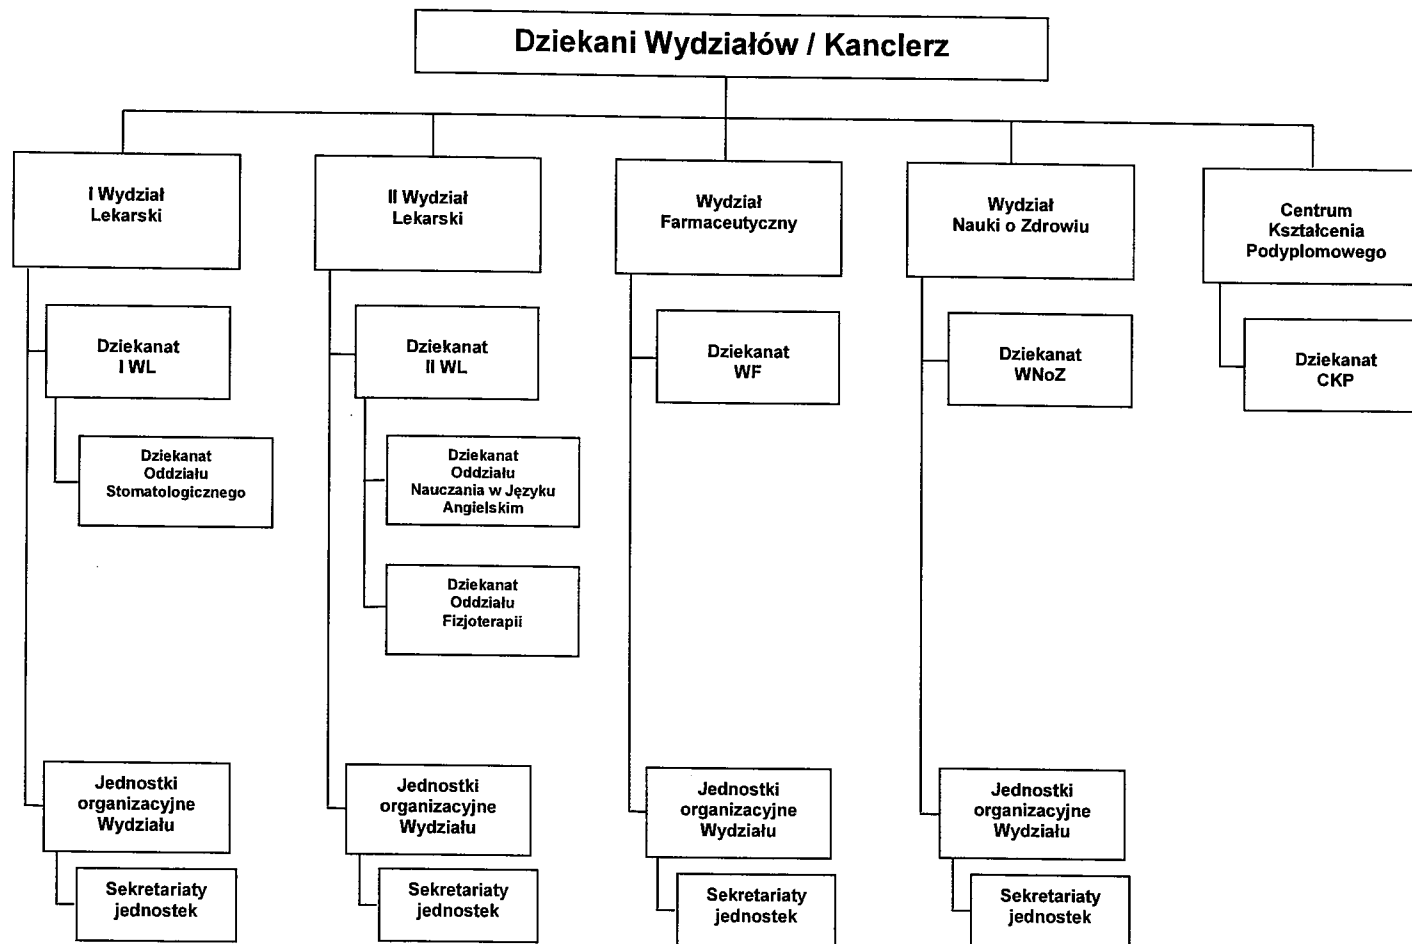 Dziekani Wydziałów / Kanclerz
I Wydział
Lekarski
II Wydział
Lekarski
Wydział
Farmaceutyczny
Wydział
Nauki o Zdrowiu
Centrum
Kształcenia
Podyplomowego
Dziekanat
I WL
Dziekanat
II WL
Dziekanat
WF
Dziekanat
WNoZ
Dziekanat
CKP
Dziekanat
Oddziału
Stomatologicznego
Dziekanat
Oddziału
Nauczania w Języku
Angielskim
Dziekanat
Oddziału
Fizjoterapii
Jednostki
organizacyjne
Wydziału
Jednostki
organizacyjne
Wydziału
Jednostki
organizacyjne
Wydziału
Jednostki
organizacyjne
Wydziału
Sekretariaty
jednostek
Sekretariaty
jednostek
Sekretariaty
jednostek
Sekretariaty
jednostek